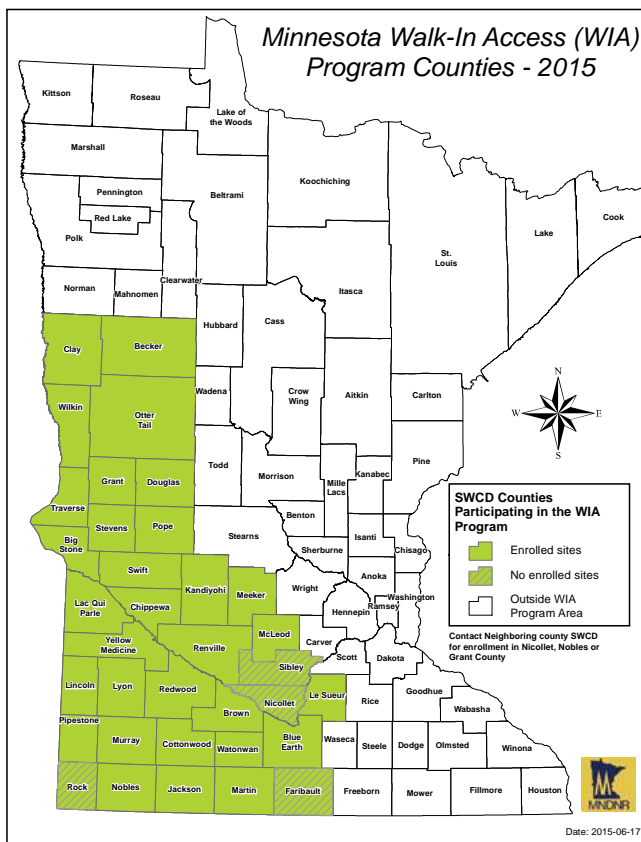 Minnesota Walk-In Access (WIA)
Program Counties - 2015
Kittson
Roseau
Lake of
the Woods
Marshall
Koochiching
Pennington
Beltrami
Red Lake
Polk
Cook
Lake
St.
Louis
Clearwater
Norman
Mahnomen
Itasca
Hubbard
Cass
Clay
Becker
Wadena
Crow
Wing
Aitkin
Carlton
Wilkin
Otter
Tail
N
W
E
S
Todd
Morrison
Mille
Lacs
Kanabec
Pine
Grant
Douglas
Traverse
Stevens
Pope
Benton
Big
Stone
Stearns
Isanti
Chisago
Sherburne
SWCD Counties
Participating in the WIA
Program
Enrolled sites
No enrolled sites
Outside WIA
Program Area
Contact Neighboring county SWCD
for enrollment in Nicollet, Nobles or
Grant County
Swift
Kandiyohi
Meeker
Wright
Anoka
Washington
Hennepin
Ramsey
Lac Qui
Parle
Chippewa
McLeod
Carver
Yellow
Medicine
Renville
Sibley
Scott
Dakota
Lincoln
Lyon
Redwood
Nicollet
Le Sueur
Rice
Goodhue
Wabasha
Brown
Pipestone
Murray
Cottonwood
Watonwan
Blue
Earth
Waseca
Steele
Dodge
Olmsted
Winona
Rock
Nobles
Jackson
Martin
Faribault
Freeborn
Mower
Fillmore
Houston
MNDNR
Date: 2015-06-17